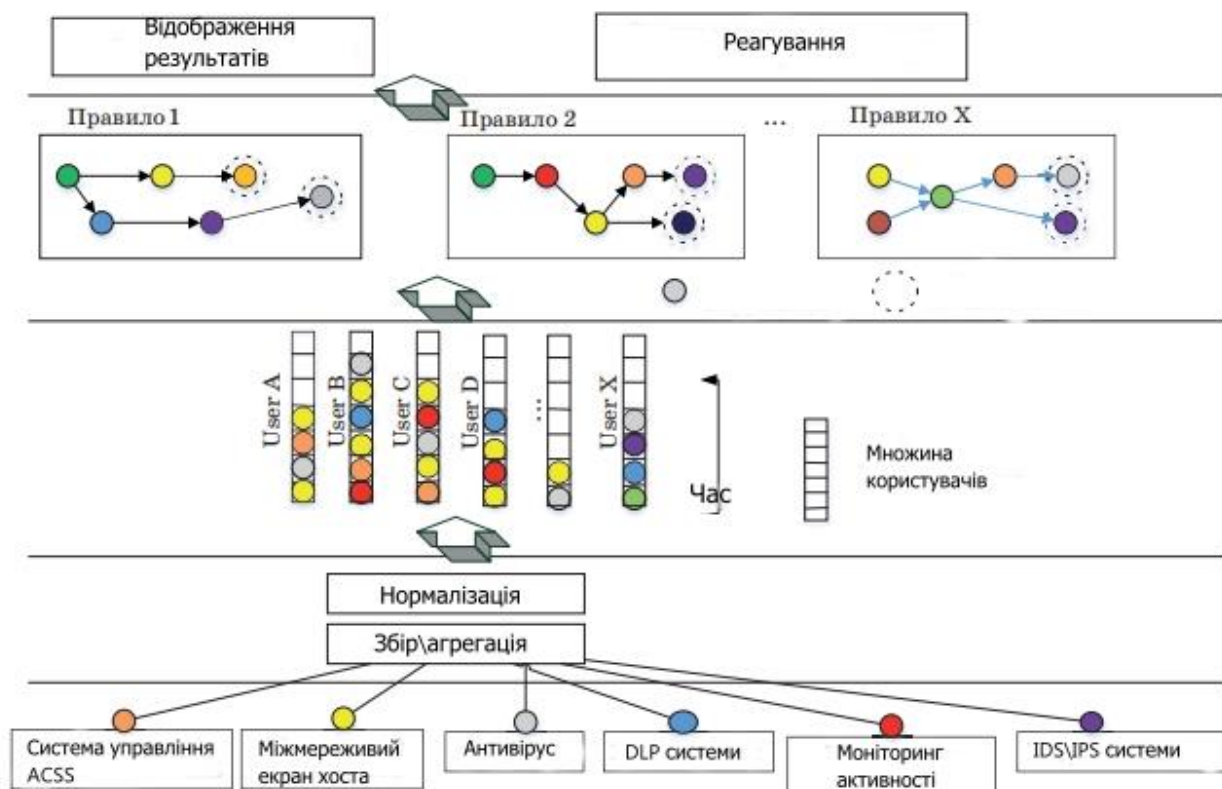 Відображення
результатів
Реагування
Правило 1
Правило 2
...
Правило X
User A
User B
User C
User D
...
User X
Час
Множина
користувачів
Нормалізація
Збір\агрегація
Система управління
ACSS
Міжмереживий
екран хоста
Антивірус
DLP системи
Моніторинг
активності
IDS\IPS системи